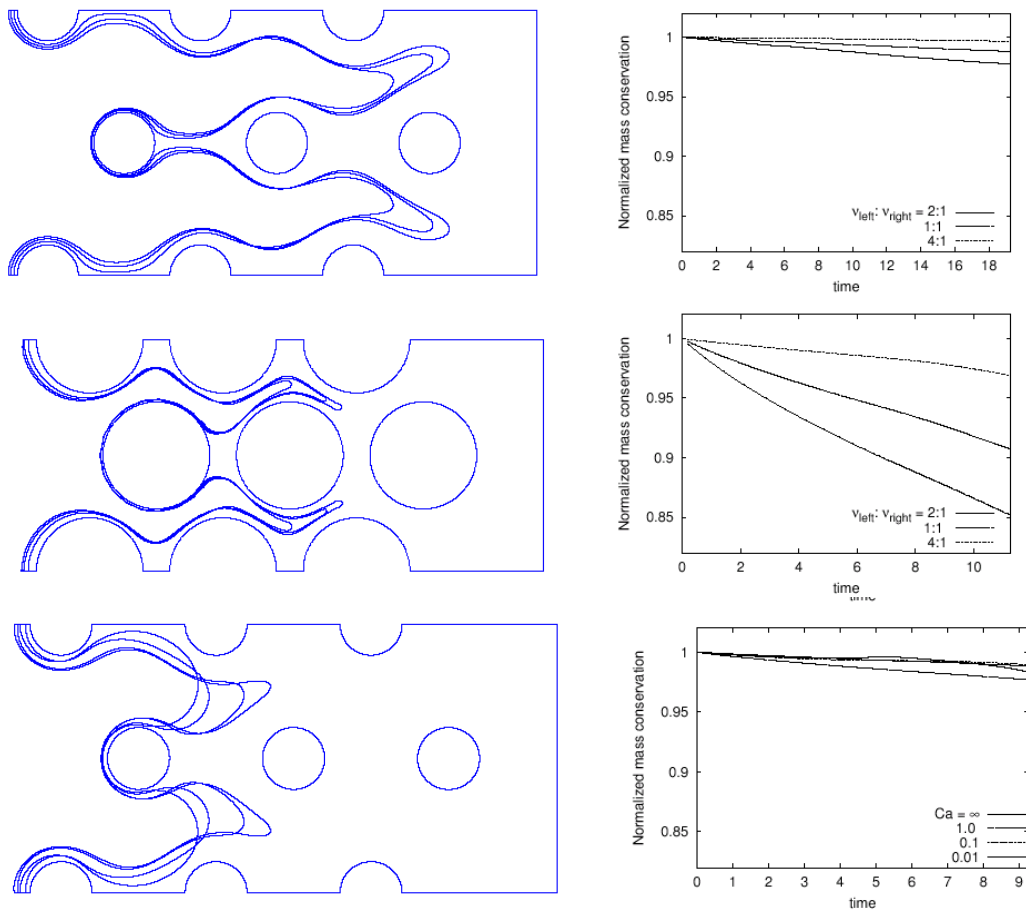 Normalized mass conservation
1
0.95
0.9
0.85
ν_left: ν_right = 2:1
1:1
4:1
0 2 4 6 8 10 12 14 16 18
time
Normalized mass conservation
1
0.95
0.9
0.85
ν_left: ν_right = 2:1
1:1
4:1
0 2 4 6 8 10
time
Normalized mass conservation
1
0.95
0.9
0.85
Ca = ∞
1.0
0.1
0.01
0 1 2 3 4 5 6 7 8 9
time